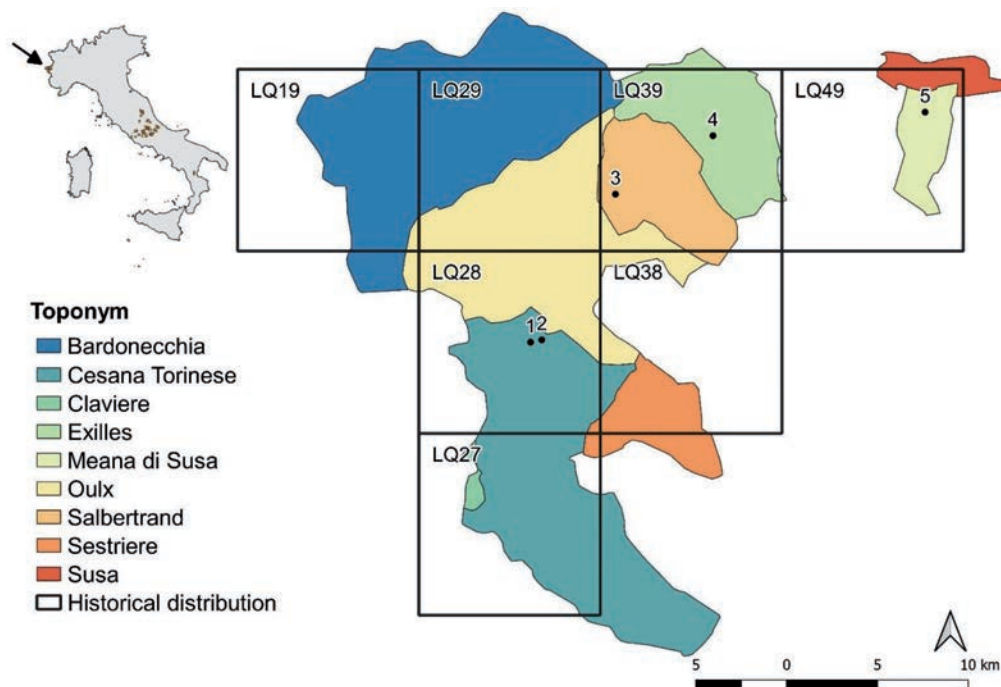 LQ19
LQ29
LQ39
LQ49
5
4
3
LQ28
LQ38
12
LQ27
Toponym
Bardonecchia
Cesana Torinese
Claviere
Exilles
Meana di Susa
Oulx
Salbertrand
Sestriere
Susa
Historical distribution
5 0 5 10 km